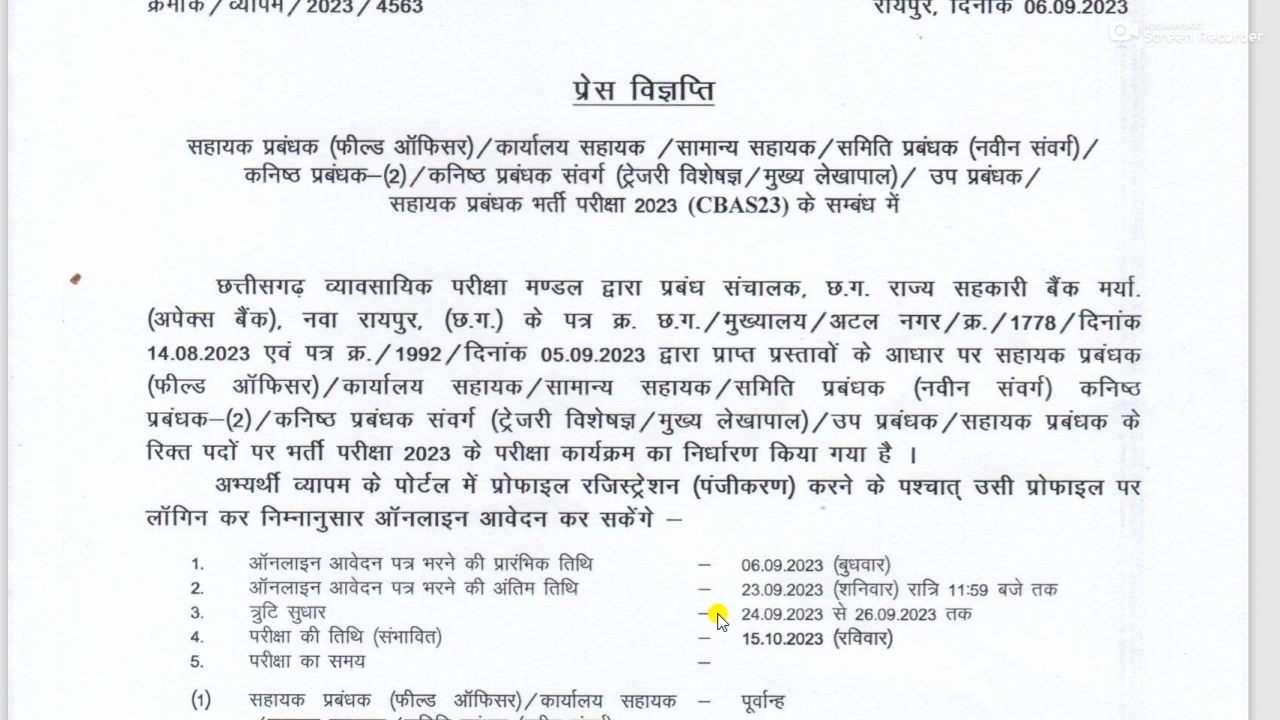 क्रमांक/व्यापम/2023/4563 रायपुर, दिनांक 06.09.2023
Apowersoft
Screen Recorder
प्रेस विज्ञप्ति
सहायक प्रबंधक (फील्ड ऑफिसर)/कार्यालय सहायक /सामान्य सहायक/समिति प्रबंधक (नवीन संवर्ग)/
कनिष्ठ प्रबंधक–(2)/कनिष्ठ प्रबंधक संवर्ग (ट्रेजरी विशेषज्ञ/मुख्य लेखापाल)/ उप प्रबंधक/
सहायक प्रबंधक भर्ती परीक्षा 2023 (CBAS23) के सम्बंध में
छत्तीसगढ़ व्यावसायिक परीक्षा मण्डल द्वारा प्रबंध संचालक, छ.ग. राज्य सहकारी बैंक मर्या.
(अपेक्स बैंक), नवा रायपुर, (छ.ग.) के पत्र क्र. छ.ग./मुख्यालय/अटल नगर/क्र./1778/दिनांक
14.08.2023 एवं पत्र क्र./1992/दिनांक 05.09.2023 द्वारा प्राप्त प्रस्तावों के आधार पर सहायक प्रबंधक
(फील्ड ऑफिसर)/कार्यालय सहायक/सामान्य सहायक/समिति प्रबंधक (नवीन संवर्ग) कनिष्ठ
प्रबंधक–(2)/कनिष्ठ प्रबंधक संवर्ग (ट्रेजरी विशेषज्ञ/मुख्य लेखापाल)/उप प्रबंधक/सहायक प्रबंधक के
रिक्त पदों पर भर्ती परीक्षा 2023 के परीक्षा कार्यक्रम का निर्धारण किया गया है ।
अभ्यर्थी व्यापम के पोर्टल में प्रोफाइल रजिस्ट्रेशन (पंजीकरण) करने के पश्चात् उसी प्रोफाइल पर
लॉगिन कर निम्नानुसार ऑनलाइन आवेदन कर सकेंगे –
1. ऑनलाइन आवेदन पत्र भरने की प्रारंभिक तिथि – 06.09.2023 (बुधवार)
2. ऑनलाइन आवेदन पत्र भरने की अंतिम तिथि – 23.09.2023 (शनिवार) रात्रि 11:59 बजे तक
3. त्रुटि सुधार – 24.09.2023 से 26.09.2023 तक
4. परीक्षा की तिथि (संभावित) – 15.10.2023 (रविवार)
5. परीक्षा का समय –
(1) सहायक प्रबंधक (फील्ड ऑफिसर)/कार्यालय सहायक – पूर्वान्ह